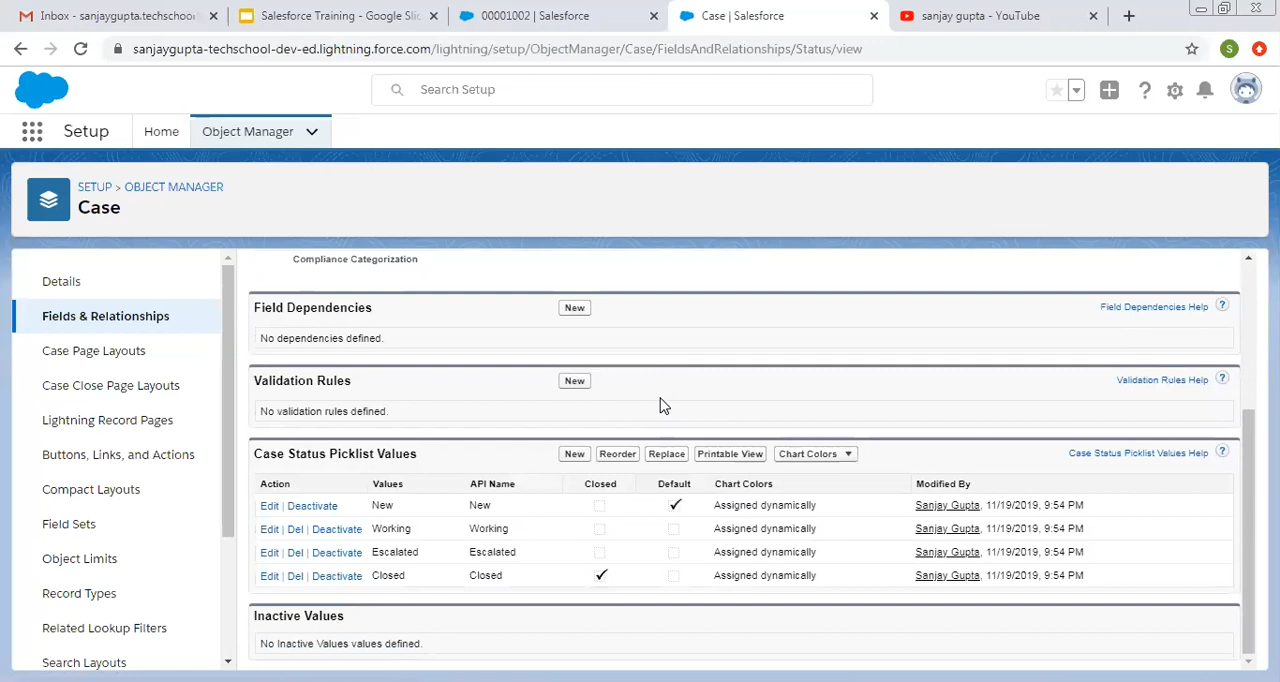 Inbox - sanjaygupta.techschool
Salesforce Training - Google Slid
00001002 | Salesforce
Case | Salesforce
sanjay gupta - YouTube
sanjaygupta-techschool-dev-ed.lightning.force.com/lightning/setup/ObjectManager/Case/FieldsAndRelationships/Status/view
S
Search Setup
Setup
Home
Object Manager
SETUP > OBJECT MANAGER
Case
Details
Fields & Relationships
Case Page Layouts
Case Close Page Layouts
Lightning Record Pages
Buttons, Links, and Actions
Compact Layouts
Field Sets
Object Limits
Record Types
Related Lookup Filters
Search Layouts
Compliance Categorization
Field Dependencies New Field Dependencies Help ?
No dependencies defined.
Validation Rules New Validation Rules Help ?
No validation rules defined.
Case Status Picklist Values New Reorder Replace Printable View Chart Colors Case Status Picklist Values Help ?
Action Values API Name Closed Default Chart Colors Modified By
Edit | Deactivate New New Assigned dynamically Sanjay Gupta, 11/19/2019, 9:54 PM
Edit | Del | Deactivate Working Working Assigned dynamically Sanjay Gupta, 11/19/2019, 9:54 PM
Edit | Del | Deactivate Escalated Escalated Assigned dynamically Sanjay Gupta, 11/19/2019, 9:54 PM
Edit | Del | Deactivate Closed Closed Assigned dynamically Sanjay Gupta, 11/19/2019, 9:54 PM
Inactive Values
No Inactive Values values defined.